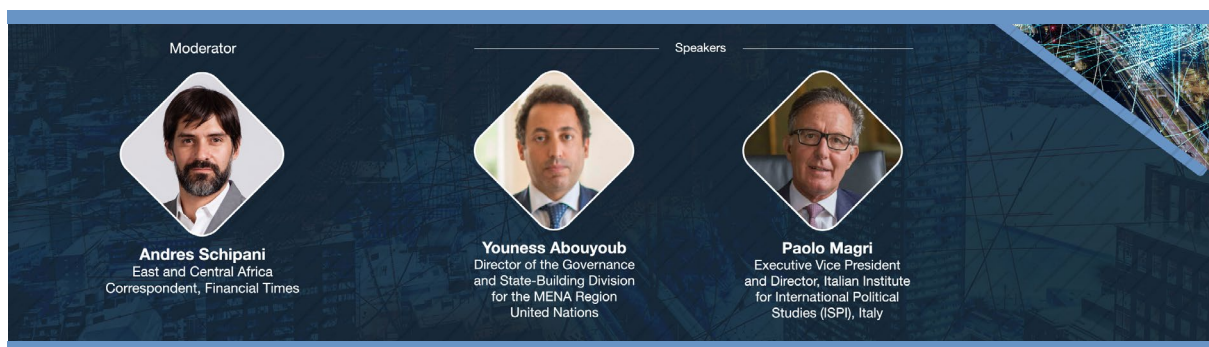 Moderator
Andres Schipani
East and Central Africa
Correspondent, Financial Times
Speakers
Youness Abouyoub
Director of the Governance
and State-Building Division
for the MENA Region
United Nations
Paolo Magri
Executive Vice President
and Director, Italian Institute
for International Political
Studies (ISPI), Italy